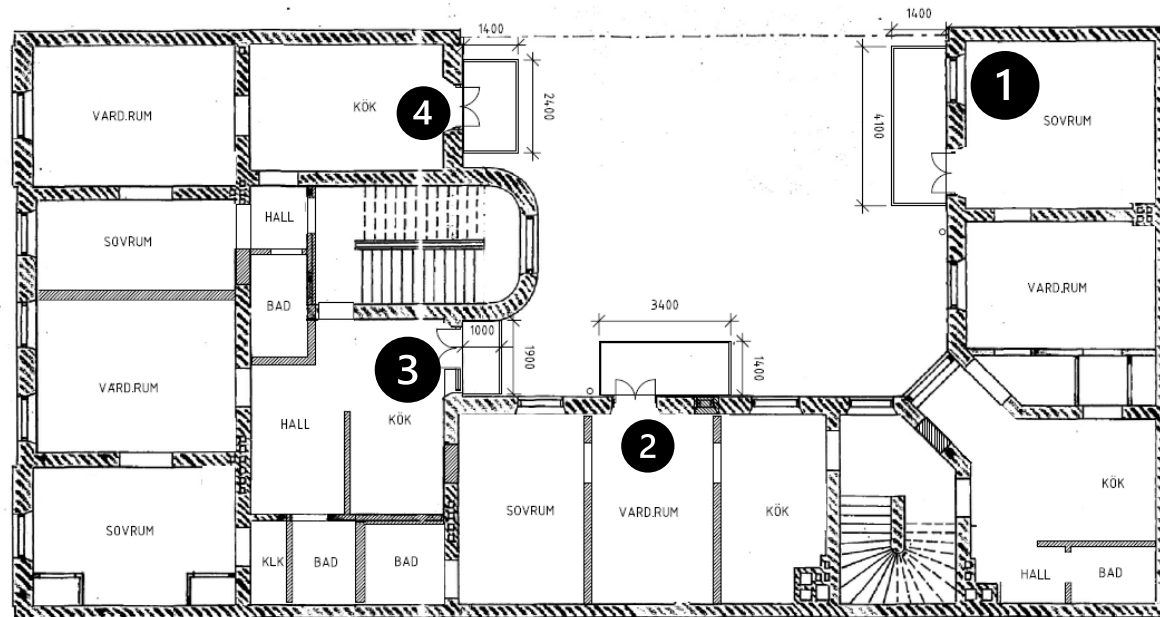 1400
1400
1
VARD.RUM
KÖK
4
2400
4100
SOVRUM
HALL
SOVRUM
BAD
VARD.RUM
3400
1000
1900
1400
3
VARD.RUM
HALL
KÖK
2
SOVRUM
VARD.RUM
KÖK
KÖK
SOVRUM
KLK
BAD
BAD
HALL
BAD